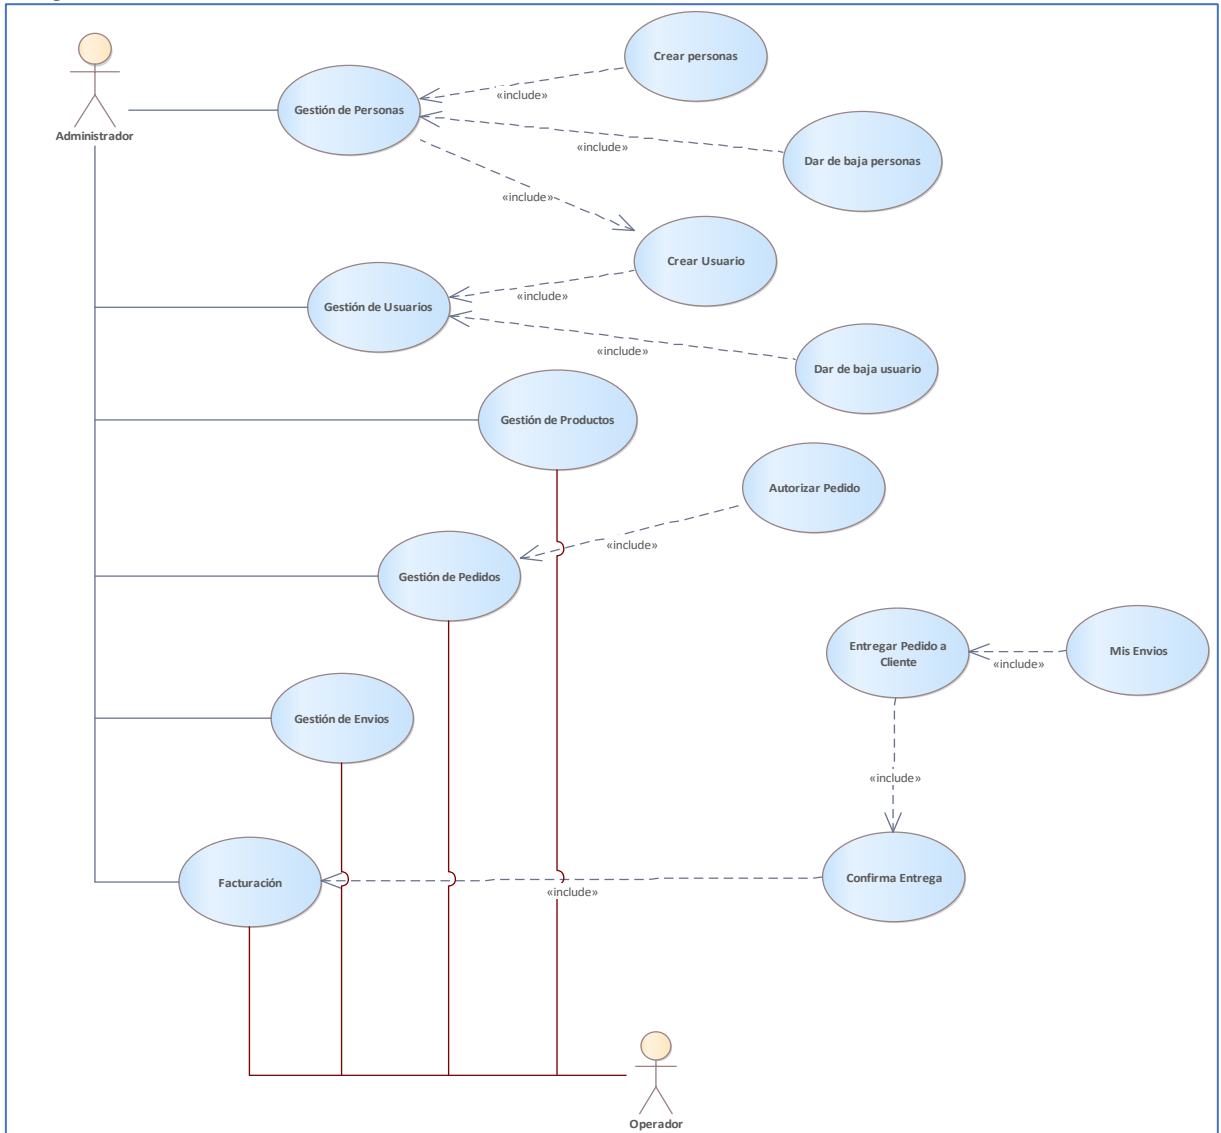 Crear personas
Gestión de Personas
«include»
Administrador
«include»
Dar de baja personas
«include»
Crear Usuario
«include»
Gestión de Usuarios
«include»
Dar de baja usuario
Gestión de Productos
Autorizar Pedido
«include»
Gestión de Pedidos
Entregar Pedido a
Cliente
Mis Envios
«include»
Gestión de Envios
«include»
Facturación
Confirma Entrega
«include»
Operador